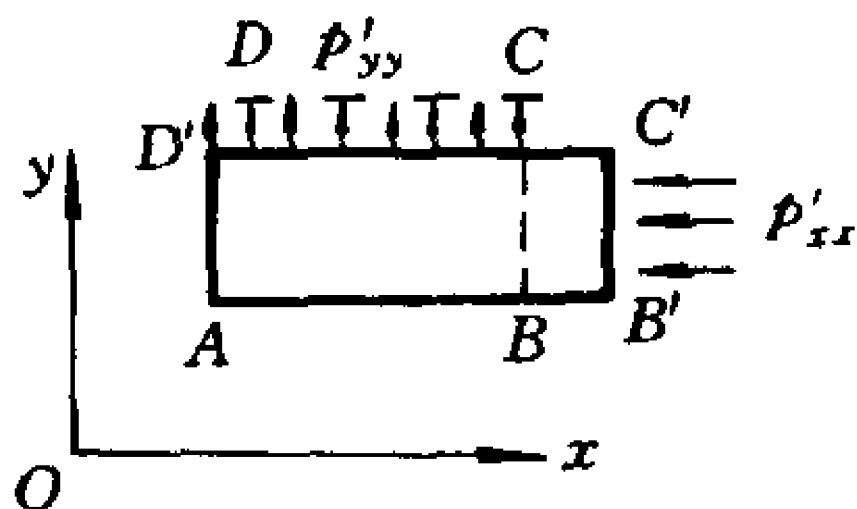 D p′yy C
D′ C′
y
p′xx
A B B′
O x